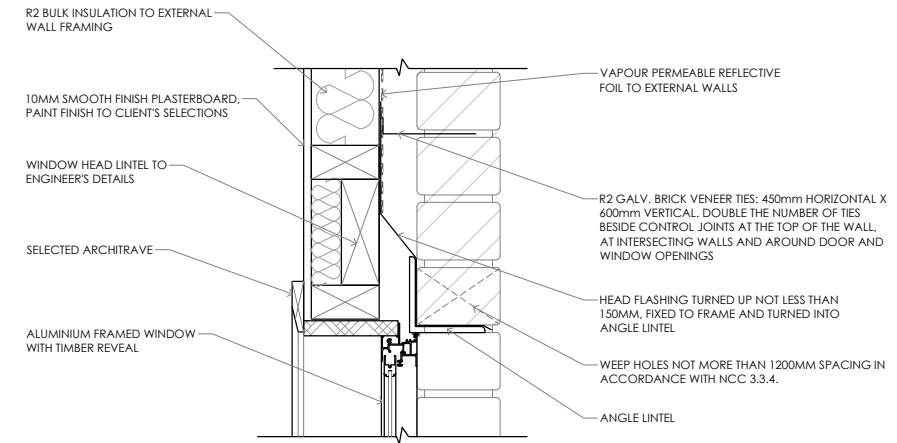 R2 BULK INSULATION TO EXTERNAL
WALL FRAMING
10MM SMOOTH FINISH PLASTERBOARD,
PAINT FINISH TO CLIENT'S SELECTIONS
WINDOW HEAD LINTEL TO
ENGINEER'S DETAILS
SELECTED ARCHITRAVE
ALUMINIUM FRAMED WINDOW
WITH TIMBER REVEAL
VAPOUR PERMEABLE REFLECTIVE
FOIL TO EXTERNAL WALLS
R2 GALV. BRICK VENEER TIES: 450mm HORIZONTAL X
600mm VERTICAL. DOUBLE THE NUMBER OF TIES
BESIDE CONTROL JOINTS AT THE TOP OF THE WALL,
AT INTERSECTING WALLS AND AROUND DOOR AND
WINDOW OPENINGS
HEAD FLASHING TURNED UP NOT LESS THAN
150MM, FIXED TO FRAME AND TURNED INTO
ANGLE LINTEL
WEEP HOLES NOT MORE THAN 1200MM SPACING IN
ACCORDANCE WITH NCC 3.3.4.
ANGLE LINTEL